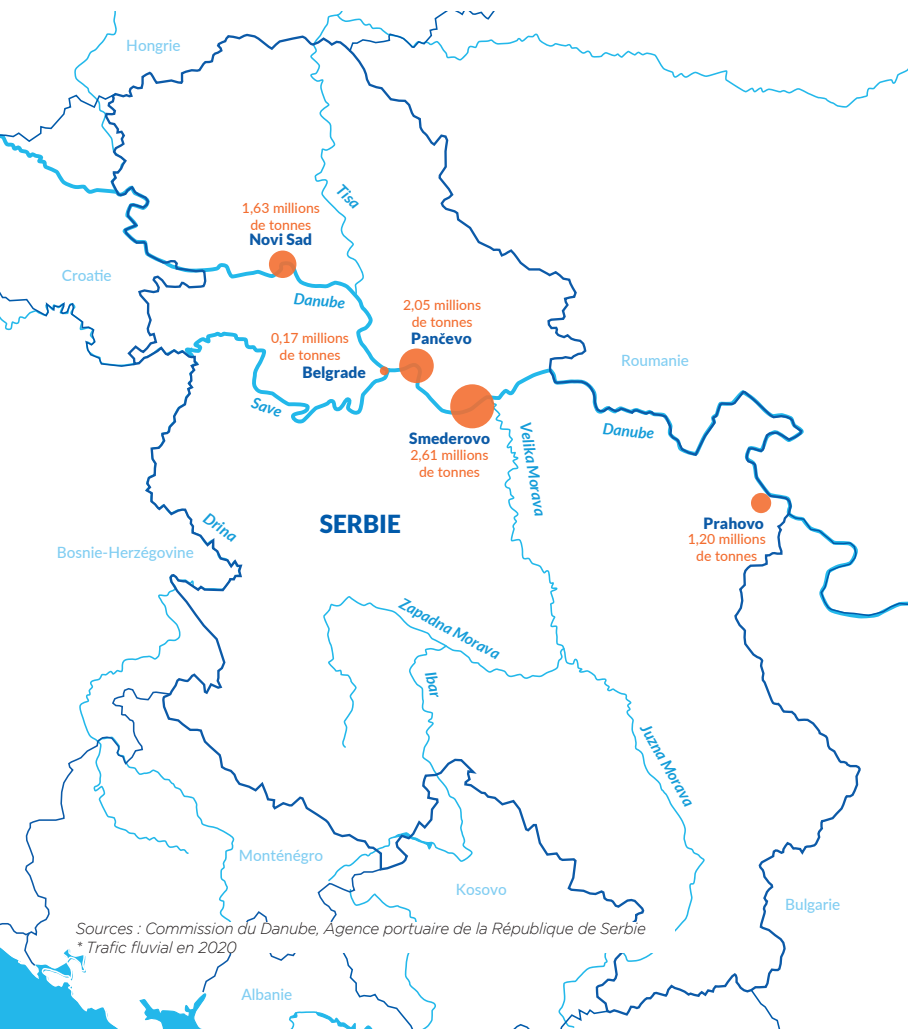 Hongrie
Tisa
1,63 millions
de tonnes
Novi Sad
Croatie
Danube
2,05 millions
de tonnes
Pančevo
0,17 millions
de tonnes
Belgrade
Roumanie
Save
Danube
Smederovo
2,61 millions
de tonnes
Velika Morava
SERBIE
Drina
Prahovo
1,20 millions
de tonnes
Bosnie-Herzégovine
Zapadna Morava
Ibar
Juzna Morava
Monténégro
Kosovo
Bulgarie
Sources : Commission du Danube, Agence portuaire de la République de Serbie
* Trafic fluvial en 2020
Albanie